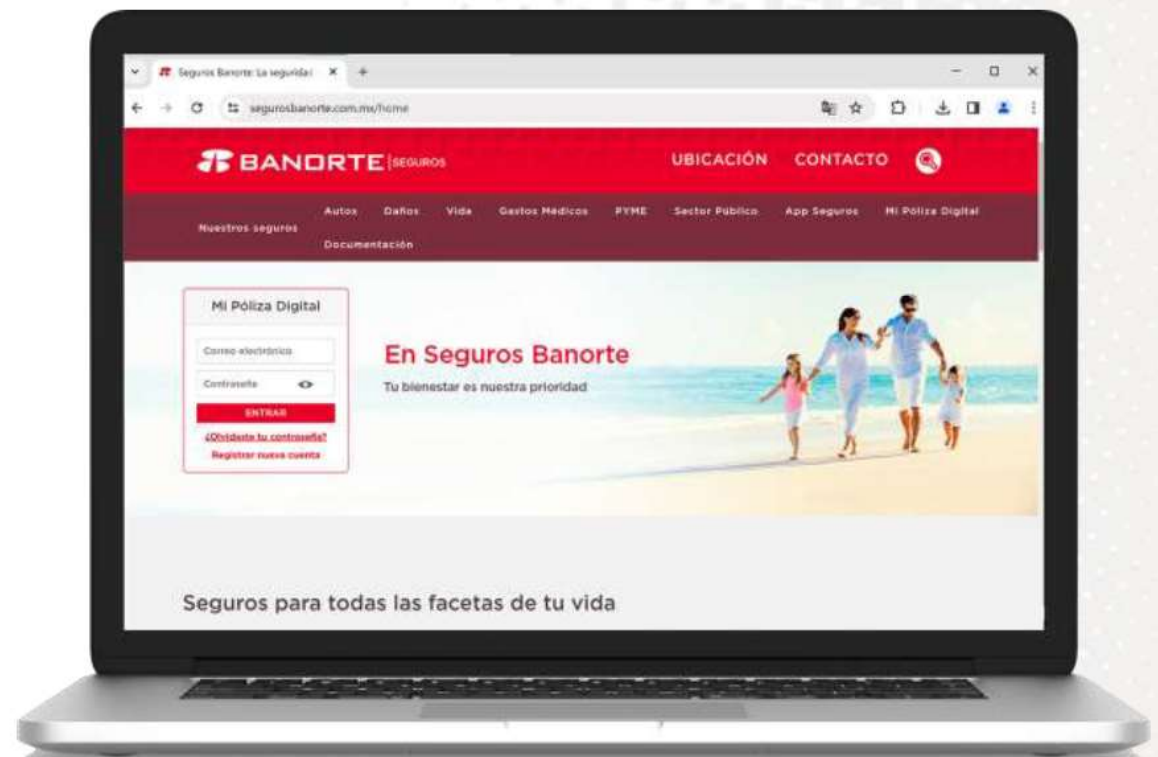 Seguros Banorte: La seguridad
segurosbanorte.com.mx/home
BANORTE | SEGUROS
UBICACIÓN CONTACTO
Nuestros seguros
Autos Daños Vida Gastos Médicos PYME Sector Público App Seguros Mi Póliza Digital
Documentación
Mi Póliza Digital
Correo electrónico
Contraseña
ENTRAR
¿Olvidaste tu contraseña?
Registrar nueva cuenta
En Seguros Banorte
Tu bienestar es nuestra prioridad
Seguros para todas las facetas de tu vida